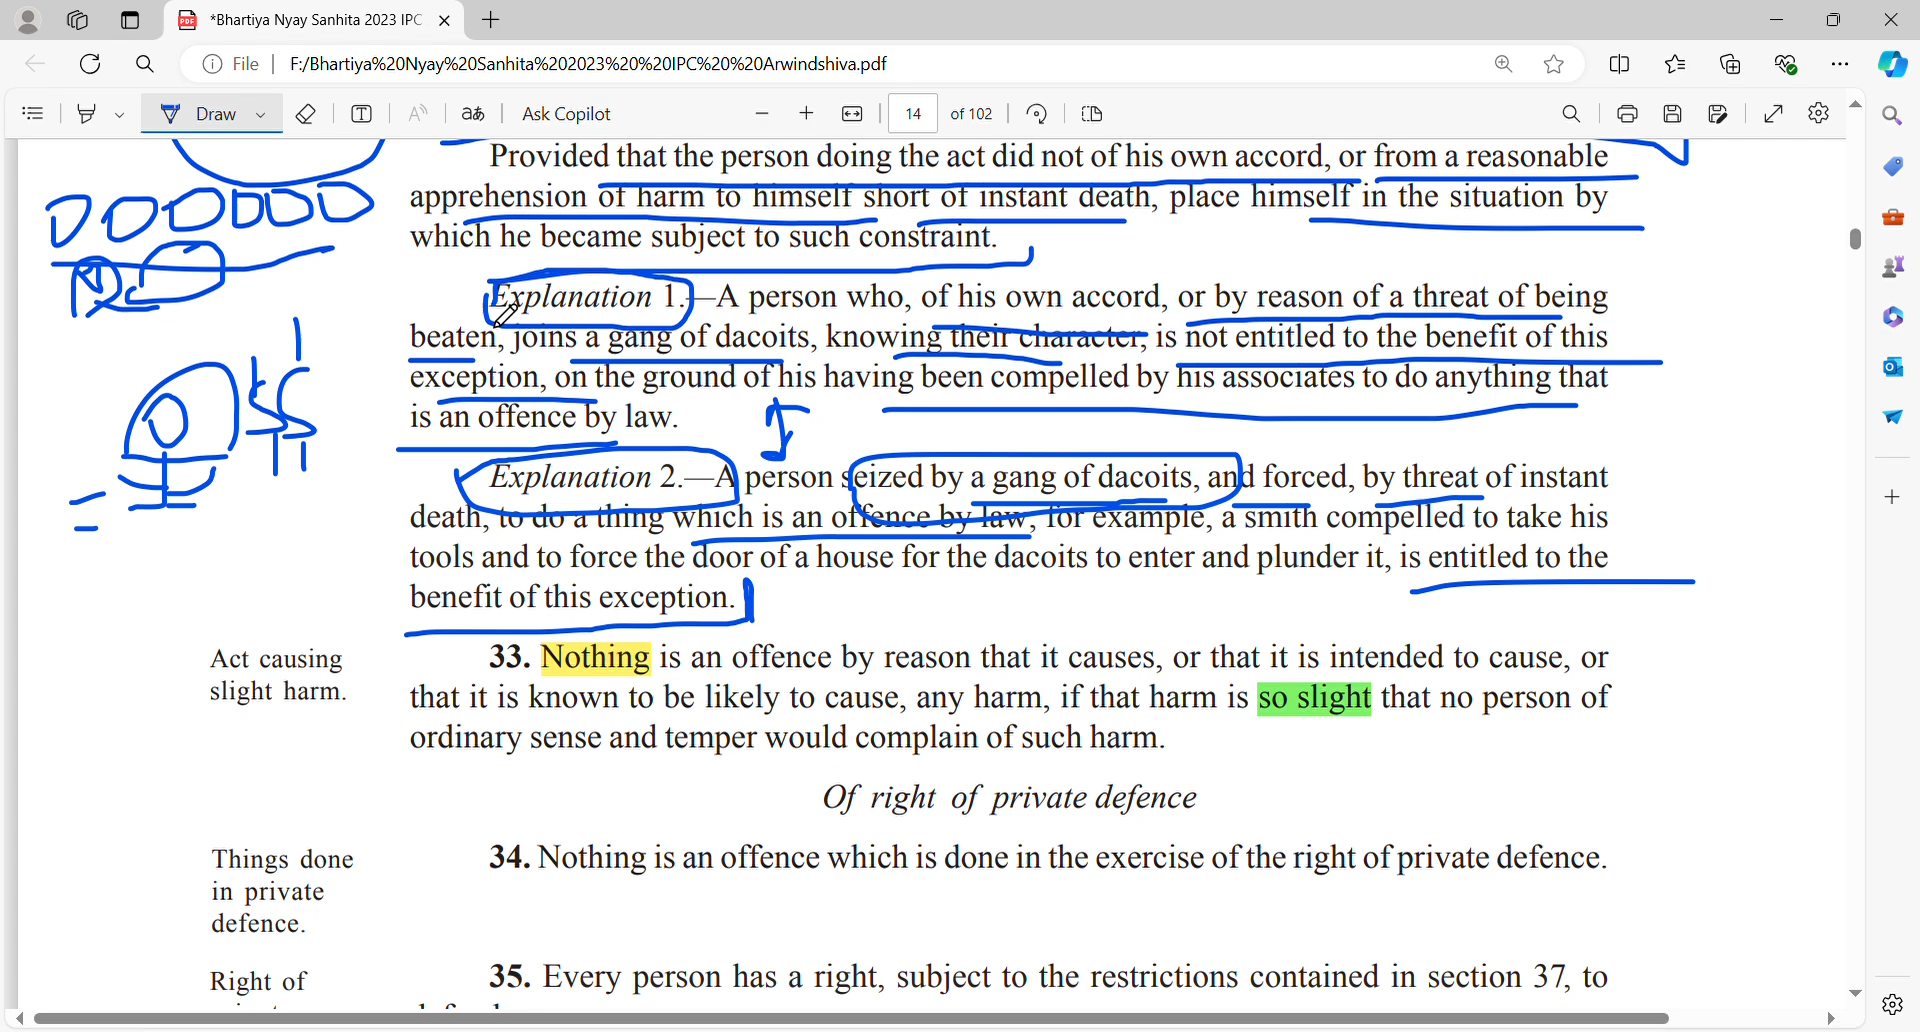 *Bhartiya Nyay Sanhita 2023 IPC
File
F:/Bhartiya%20Nyay%20Sanhita%202023%20%20IPC%20%20Arwindshiva.pdf
Draw
aあ
Ask Copilot
14 of 102
Provided that the person doing the act did not of his own accord, or from a reasonable
apprehension of harm to himself short of instant death, place himself in the situation by
which he became subject to such constraint.
Explanation 1.—A person who, of his own accord, or by reason of a threat of being
beaten, joins a gang of dacoits, knowing their character, is not entitled to the benefit of this
exception, on the ground of his having been compelled by his associates to do anything that
is an offence by law.
Explanation 2.—A person seized by a gang of dacoits, and forced, by threat of instant
death, to do a thing which is an offence by law; for example, a smith compelled to take his
tools and to force the door of a house for the dacoits to enter and plunder it, is entitled to the
benefit of this exception.
Act causing
slight harm.
33. Nothing is an offence by reason that it causes, or that it is intended to cause, or
that it is known to be likely to cause, any harm, if that harm is so slight that no person of
ordinary sense and temper would complain of such harm.
Of right of private defence
Things done
in private
defence.
34. Nothing is an offence which is done in the exercise of the right of private defence.
Right of
35. Every person has a right, subject to the restrictions contained in section 37, to